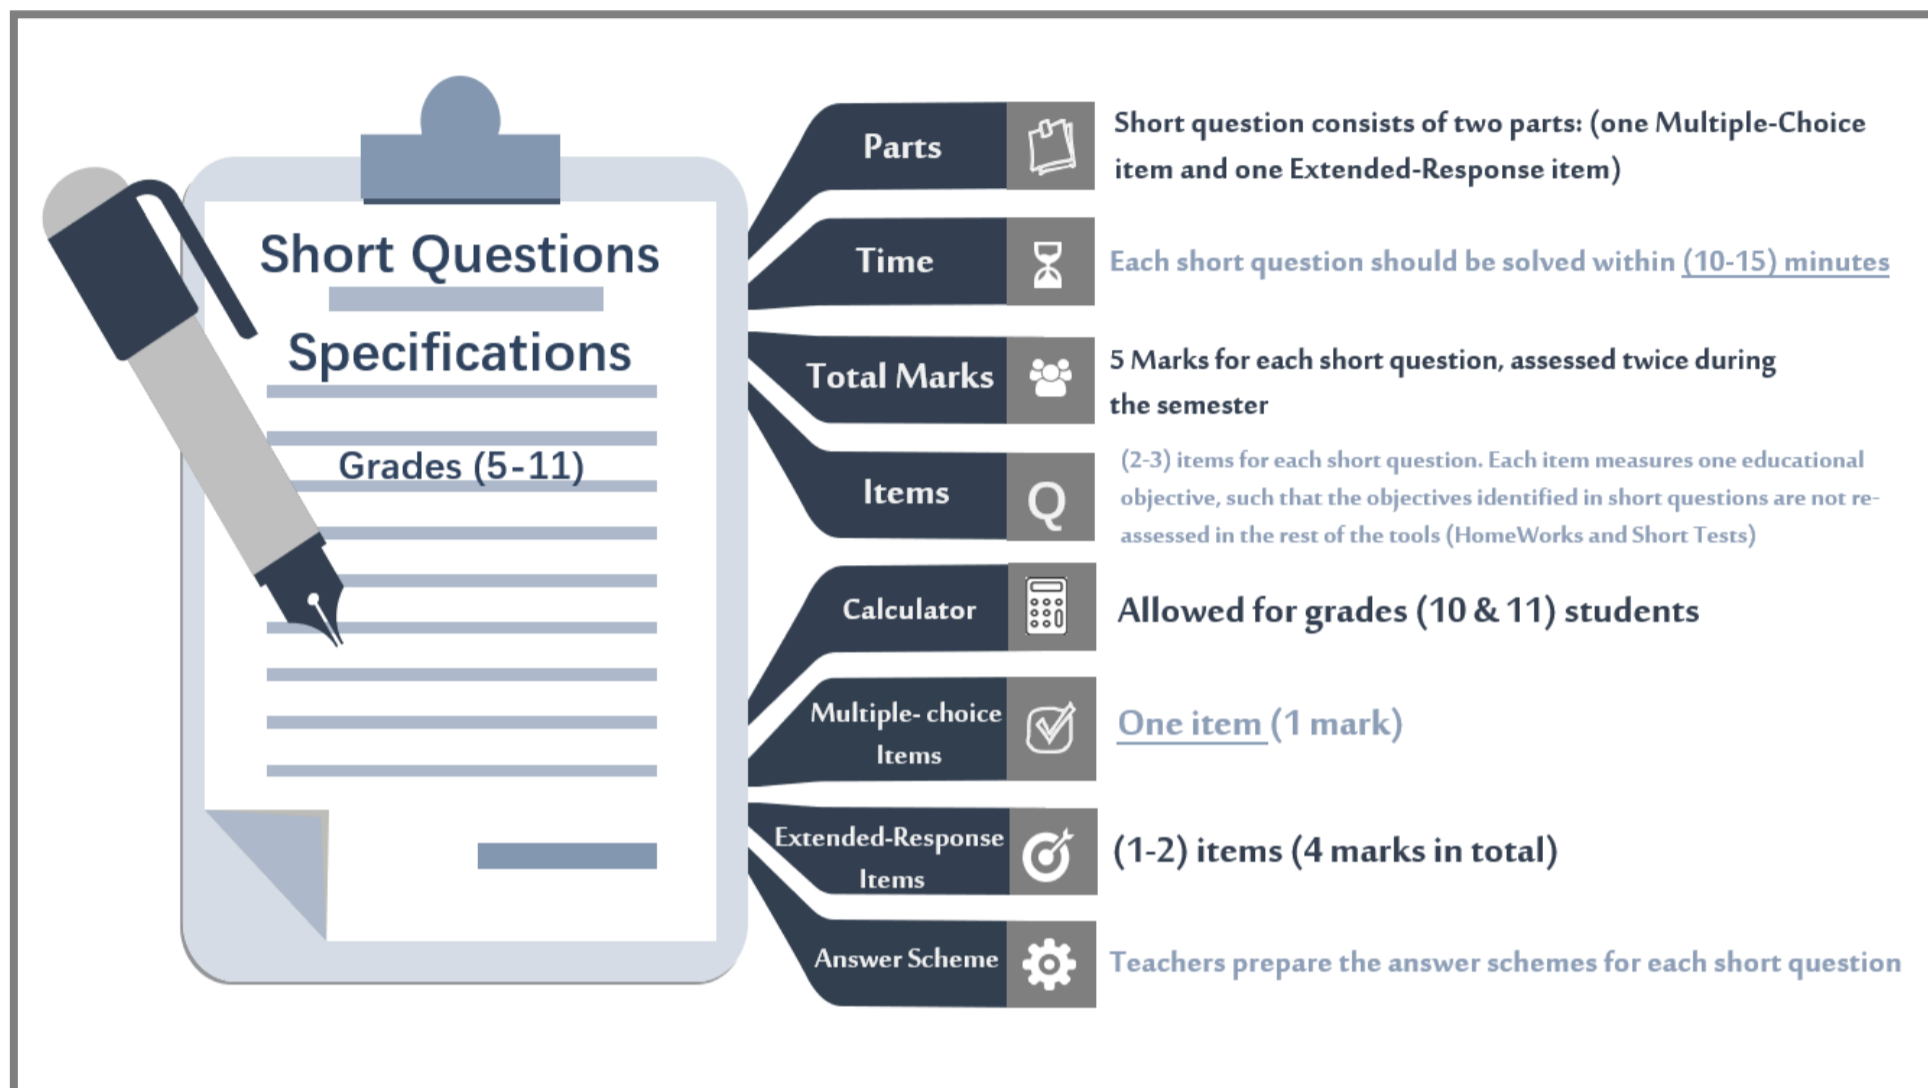 Short Questions
Specifications
Grades (5-11)
Parts
Short question consists of two parts: (one Multiple-Choice
item and one Extended-Response item)
Time
Each short question should be solved within (10-15) minutes
Total Marks
5 Marks for each short question, assessed twice during
the semester
Items
Q
(2-3) items for each short question. Each item measures one educational
objective, such that the objectives identified in short questions are not re-
assessed in the rest of the tools (HomeWorks and Short Tests)
Calculator
Allowed for grades (10 & 11) students
Multiple- choice
Items
One item (1 mark)
Extended-Response
Items
(1-2) items (4 marks in total)
Answer Scheme
Teachers prepare the answer schemes for each short question